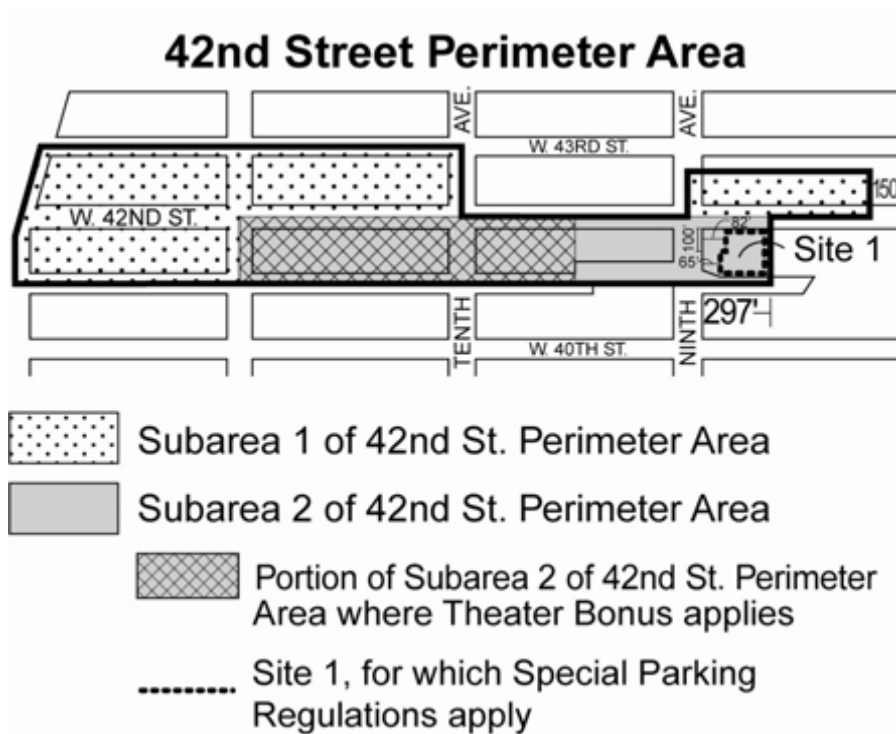 42nd Street Perimeter Area
AVE.
AVE.
W. 43RD ST.
150'
W. 42ND ST.
82'
100'
65'
Site 1
297'
TENTH
NINTH
W. 40TH ST.
Subarea 1 of 42nd St. Perimeter Area
Subarea 2 of 42nd St. Perimeter Area
Portion of Subarea 2 of 42nd St. Perimeter
Area where Theater Bonus applies
Site 1, for which Special Parking
Regulations apply